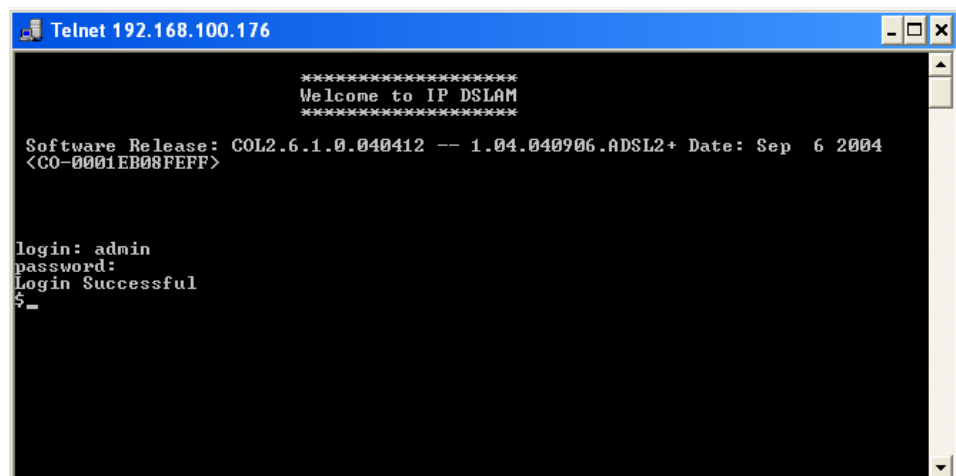 Telnet 192.168.100.176
*******************
Welcome to IP DSLAM
*******************
Software Release: COL2.6.1.0.040412 -- 1.04.040906.ADSL2+ Date: Sep  6 2004
<CO-0001EB08FEFF>
login: admin
password:
Login Successful
$_